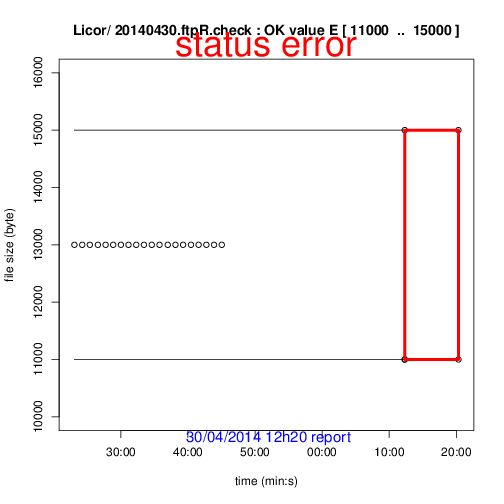 Licor/ 20140430.ftpR.check : OK value E [ 11000  ..  15000 ]
status error
16000
15000
14000
13000
12000
11000
10000
file size (byte)
30/04/2014 12h20 report
30:00 40:00 50:00 00:00 10:00 20:00
time (min:s)